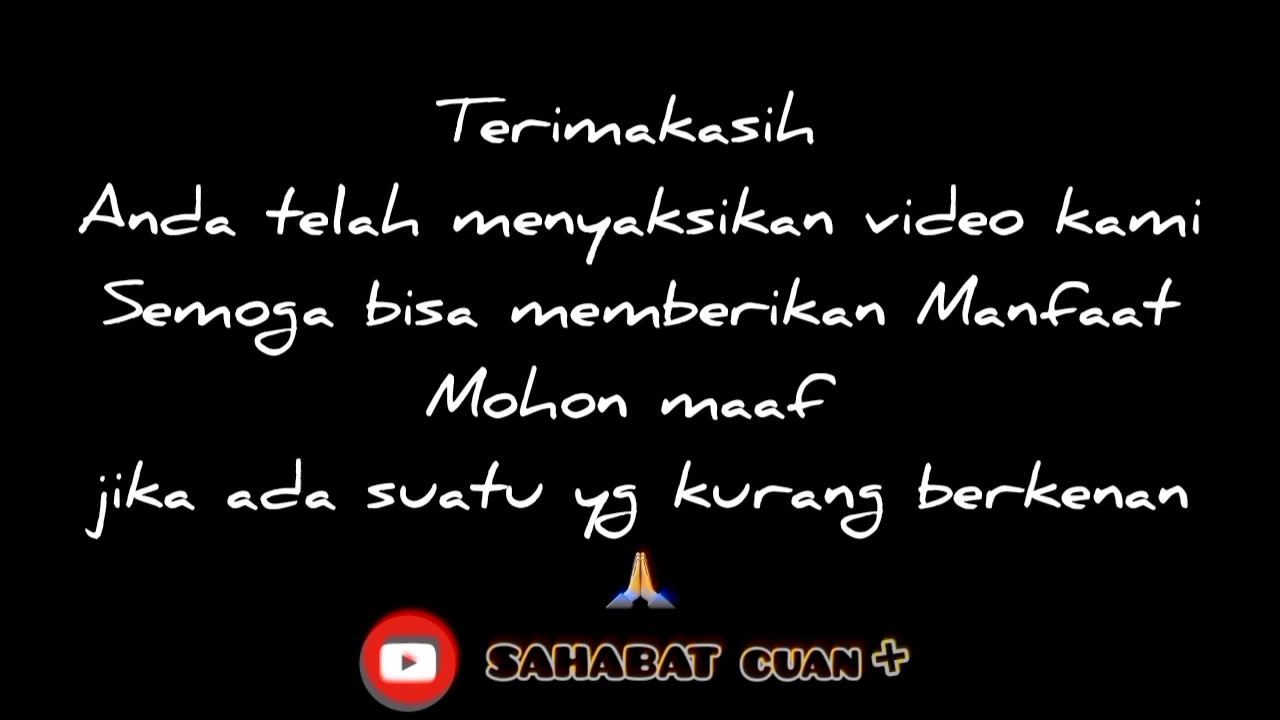 Terimakasih
Anda telah menyaksikan video kami
Semoga bisa memberikan Manfaat
Mohon maaf
jika ada suatu yg kurang berkenan
🙏
SAHABAT CUAN +